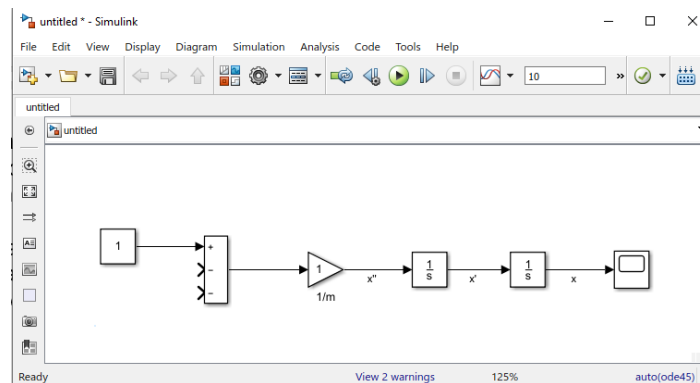 untitled * - Simulink
File Edit View Display Diagram Simulation Analysis Code Tools Help
10 »
untitled
untitled
1
+
-
-
1
1/m
x''
1
s
x'
1
s
x
Ready View 2 warnings 125% auto(ode45)